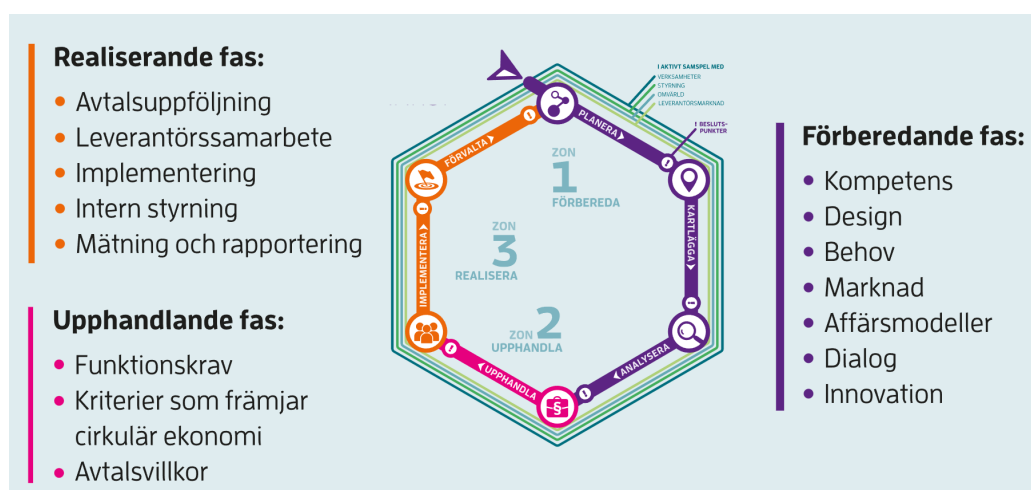 Realiserande fas:
• Avtalsuppföljning
• Leverantörssamarbete
• Implementering
• Intern styrning
• Mätning och rapportering
Upphandlande fas:
• Funktionskrav
• Kriterier som främjar
cirkulär ekonomi
• Avtalsvillkor
I AKTIVT SAMSPEL MED
VERKSAMHETER
STYRNING
OMVÄRLD
LEVERANTÖRSMARKNAD
! BESLUTS-
PUNKTER
PLANERA
KARTLÄGGA
ANALYSERA
UPPHANDLA
IMPLEMENTERA
FÖRVALTA
ZON
1
FÖRBEREDA
ZON
3
REALISERA
ZON 2
UPPHANDLA
§
Förberedande fas:
• Kompetens
• Design
• Behov
• Marknad
• Affärsmodeller
• Dialog
• Innovation